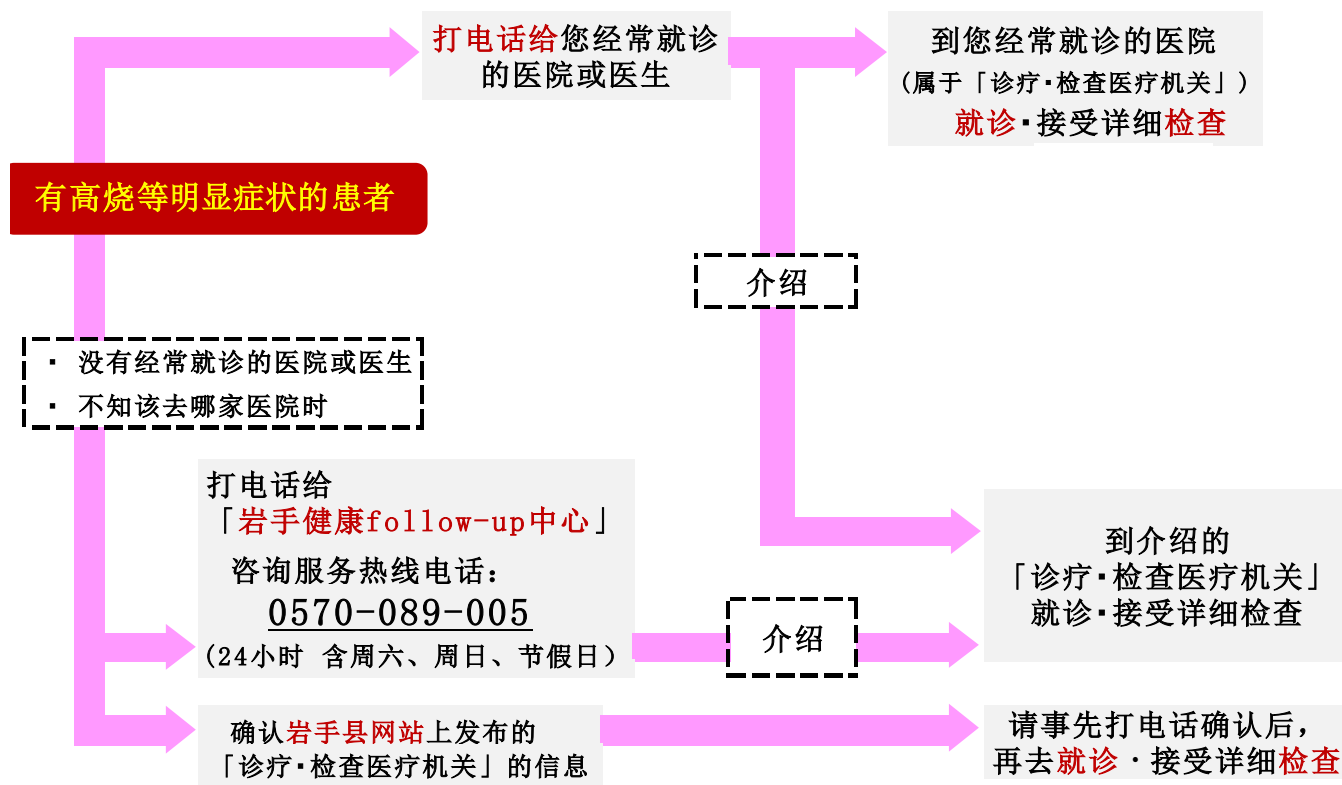 打电话给您经常就诊
的医院或医生
到您经常就诊的医院
(属于「诊疗·检查医疗机关」)
就诊·接受详细检查
有高烧等明显症状的患者
介绍
· 没有经常就诊的医院或医生
· 不知该去哪家医院时
打电话给
「岩手健康follow-up中心」
咨询服务热线电话：
0570-089-005
(24小时 含周六、周日、节假日)
介绍
到介绍的
「诊疗·检查医疗机关」
就诊·接受详细检查
确认岩手县网站上发布的
「诊疗·检查医疗机关」的信息
请事先打电话确认后，
再去就诊·接受详细检查